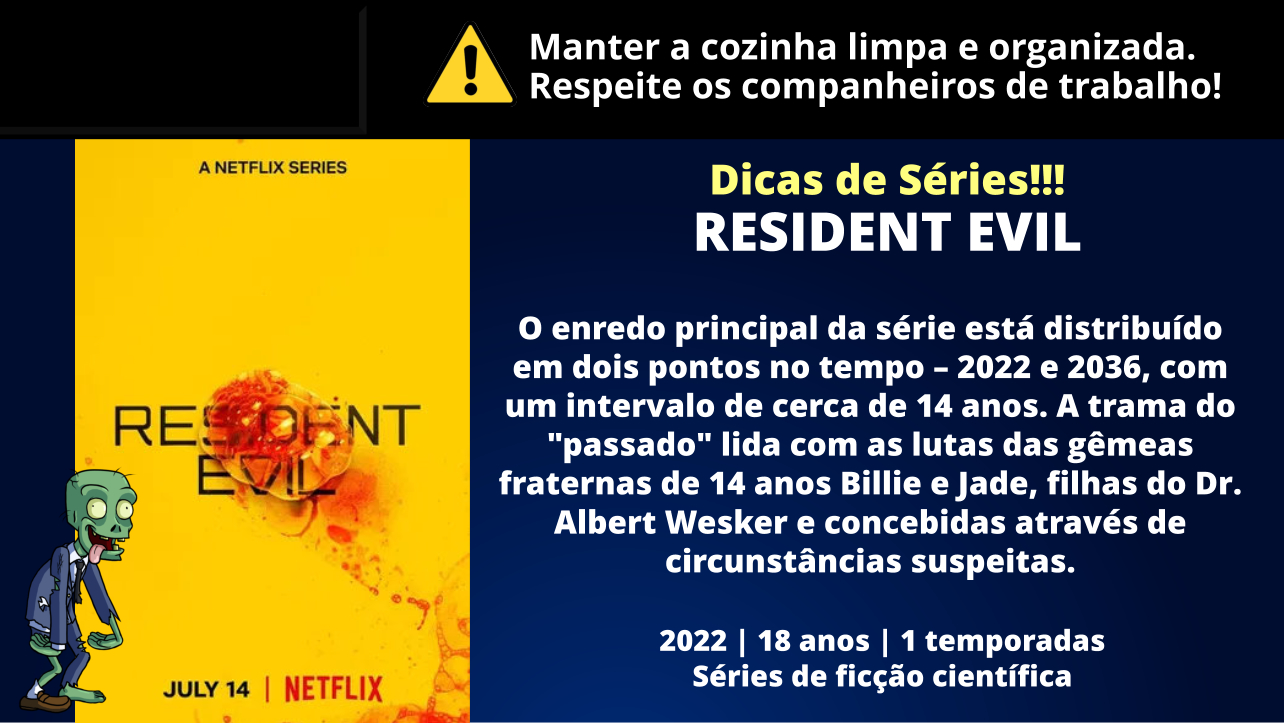 Manter a cozinha limpa e organizada.
Respeite os companheiros de trabalho!
A NETFLIX SERIES
RESIDENT
EVIL
JULY 14 | NETFLIX
Dicas de Séries!!!
RESIDENT EVIL
O enredo principal da série está distribuído
em dois pontos no tempo – 2022 e 2036, com
um intervalo de cerca de 14 anos. A trama do
"passado" lida com as lutas das gêmeas
fraternas de 14 anos Billie e Jade, filhas do Dr.
Albert Wesker e concebidas através de
circunstâncias suspeitas.
2022 | 18 anos | 1 temporadas
Séries de ficção científica